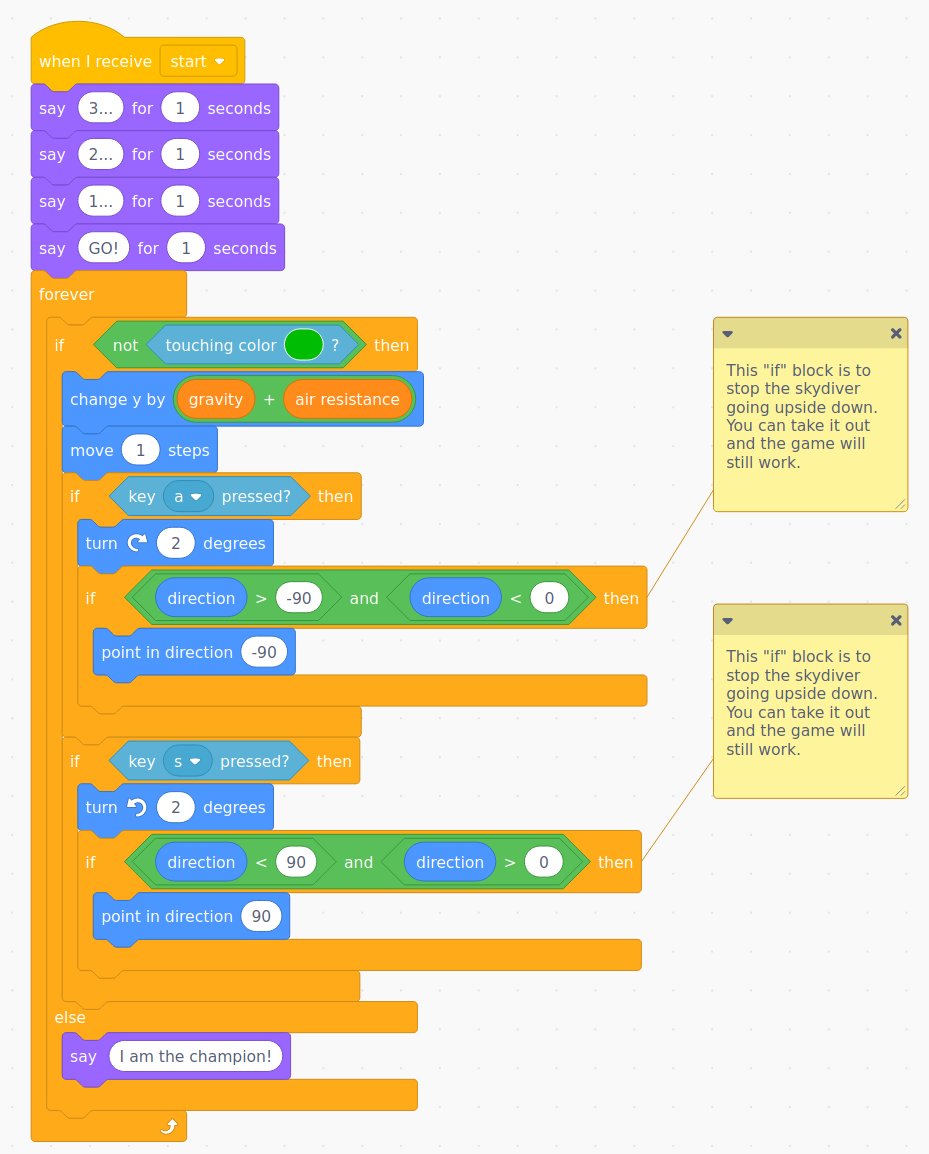 when I receive start
say 3... for 1 seconds
say 2... for 1 seconds
say 1... for 1 seconds
say GO! for 1 seconds
forever
if not touching color ? then
change y by gravity + air resistance
move 1 steps
if key a pressed? then
turn 2 degrees
if direction > -90 and direction < 0 then
point in direction -90
if key s pressed? then
turn 2 degrees
if direction < 90 and direction > 0 then
point in direction 90
else
say I am the champion!
This "if" block is to
stop the skydiver
going upside down.
You can take it out
and the game will
still work.
This "if" block is to
stop the skydiver
going upside down.
You can take it out
and the game will
still work.